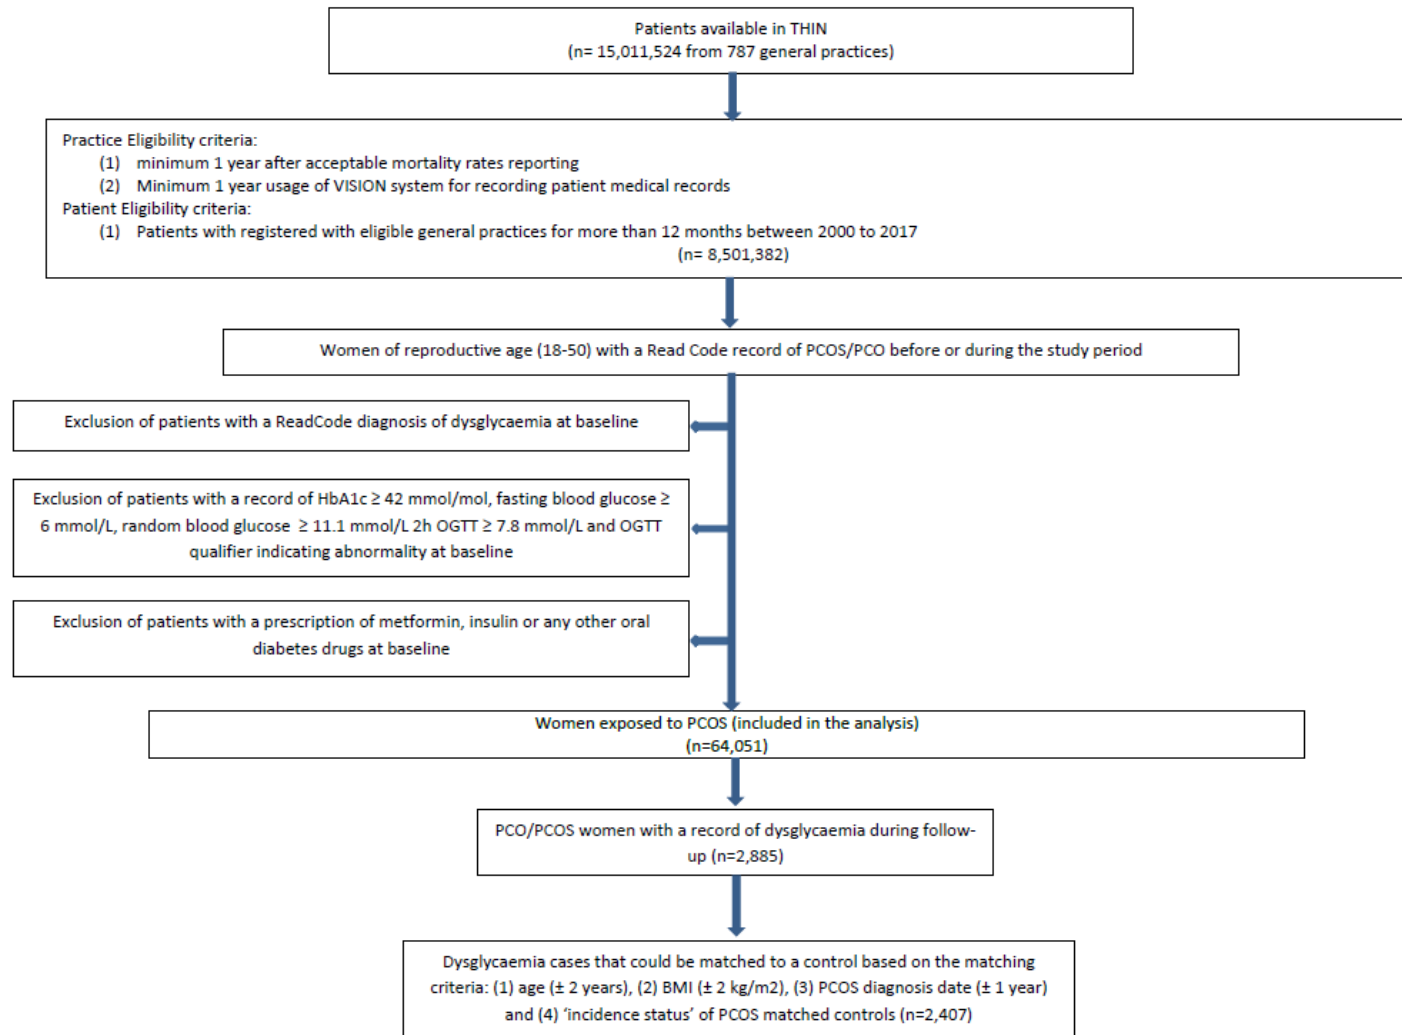 Patients available in THIN
(n= 15,011,524 from 787 general practices)
Practice Eligibility criteria:
(1) minimum 1 year after acceptable mortality rates reporting
(2) Minimum 1 year usage of VISION system for recording patient medical records
Patient Eligibility criteria:
(1) Patients with registered with eligible general practices for more than 12 months between 2000 to 2017
(n= 8,501,382)
Women of reproductive age (18-50) with a Read Code record of PCOS/PCO before or during the study period
Exclusion of patients with a ReadCode diagnosis of dysglycaemia at baseline
Exclusion of patients with a record of HbA1c ≥ 42 mmol/mol, fasting blood glucose ≥
6 mmol/L, random blood glucose ≥ 11.1 mmol/L 2h OGTT ≥ 7.8 mmol/L and OGTT
qualifier indicating abnormality at baseline
Exclusion of patients with a prescription of metformin, insulin or any other oral
diabetes drugs at baseline
Women exposed to PCOS (included in the analysis)
(n=64,051)
PCO/PCOS women with a record of dysglycaemia during follow-
up (n=2,885)
Dysglycaemia cases that could be matched to a control based on the matching
criteria: (1) age (± 2 years), (2) BMI (± 2 kg/m2), (3) PCOS diagnosis date (± 1 year)
and (4) ‘incidence status’ of PCOS matched controls (n=2,407)